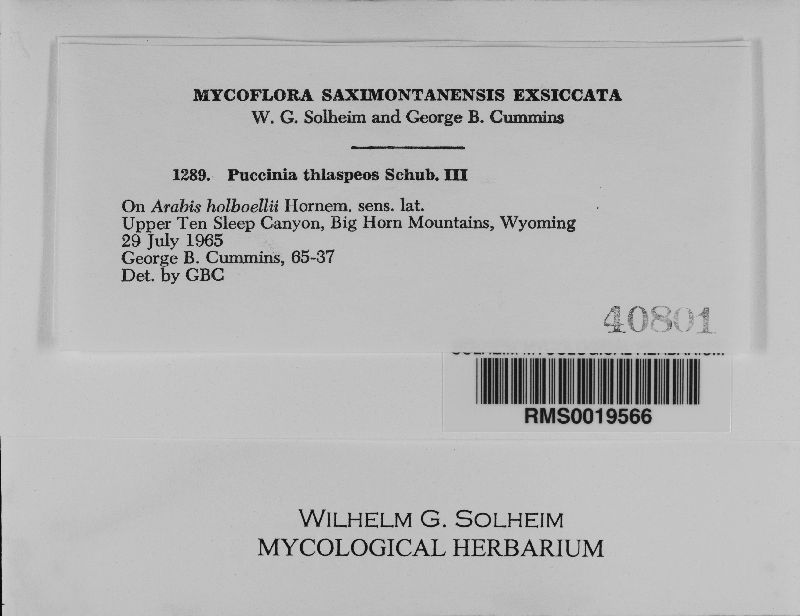 MYCOFLORA SAXIMONTANENSIS EXSICCATA
W. G. Solheim and George B. Cummins
1289. Puccinia thlaspeos Schub. III
On Arabis holboellii Hornem. sens. lat.
Upper Ten Sleep Canyon, Big Horn Mountains, Wyoming
29 July 1965
George B. Cummins, 65-37
Det. by GBC
40801
RMS0019566
WILHELM G. SOLHEIM
MYCOLOGICAL HERBARIUM